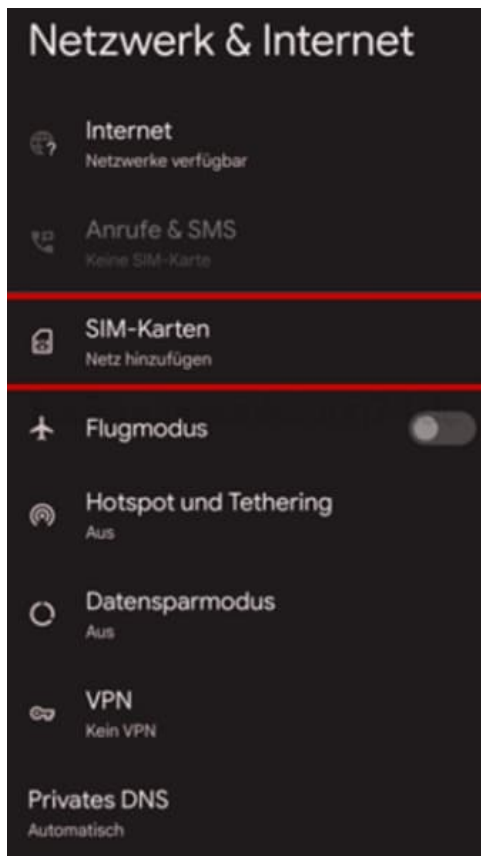 Netzwerk & Internet
Internet
Netzwerke verfügbar
Anrufe & SMS
Keine SIM-Karte
SIM-Karten
Netz hinzufügen
Flugmodus
Hotspot und Tethering
Aus
Datensparmodus
Aus
VPN
Kein VPN
Privates DNS
Automatisch